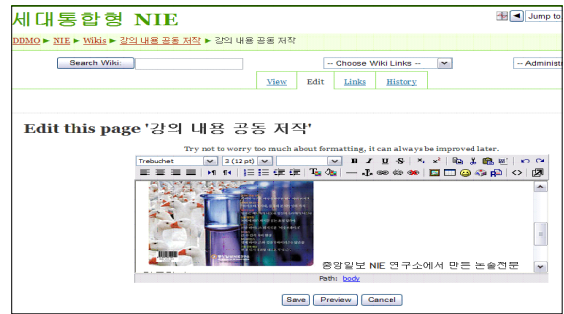 세대통합형 NIE
Jump to
DDMO ► NIE ► Wikis ► 강의 내용 공동 저작 ► 강의 내용 공동 저작
Search Wiki:
-- Choose Wiki Links --
-- Administ
View Edit Links History
Edit this page '강의 내용 공동 저작'
Try not to worry too much about formatting, it can always be improved later.
Trebuchet 3 (12 pt)
중앙일보 NIE 연구소에서 만든 논술전문
Path: body
Save Preview Cancel